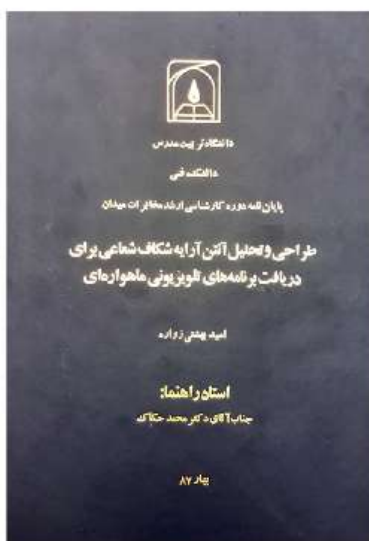 دانشگاه تربیت مدرس
دانشکده فنی
پایان نامه دوره کارشناسی ارشد مخابرات میدان
طراحی و تحلیل آنتن آرایه شکاف شعاعی برای
دریافت برنامه‌های تلویزیونی ماهواره‌ای
امید بهشتی زواره
استاد راهنما:
جناب آقای دکتر محمد حکاک
بهار ۸۷